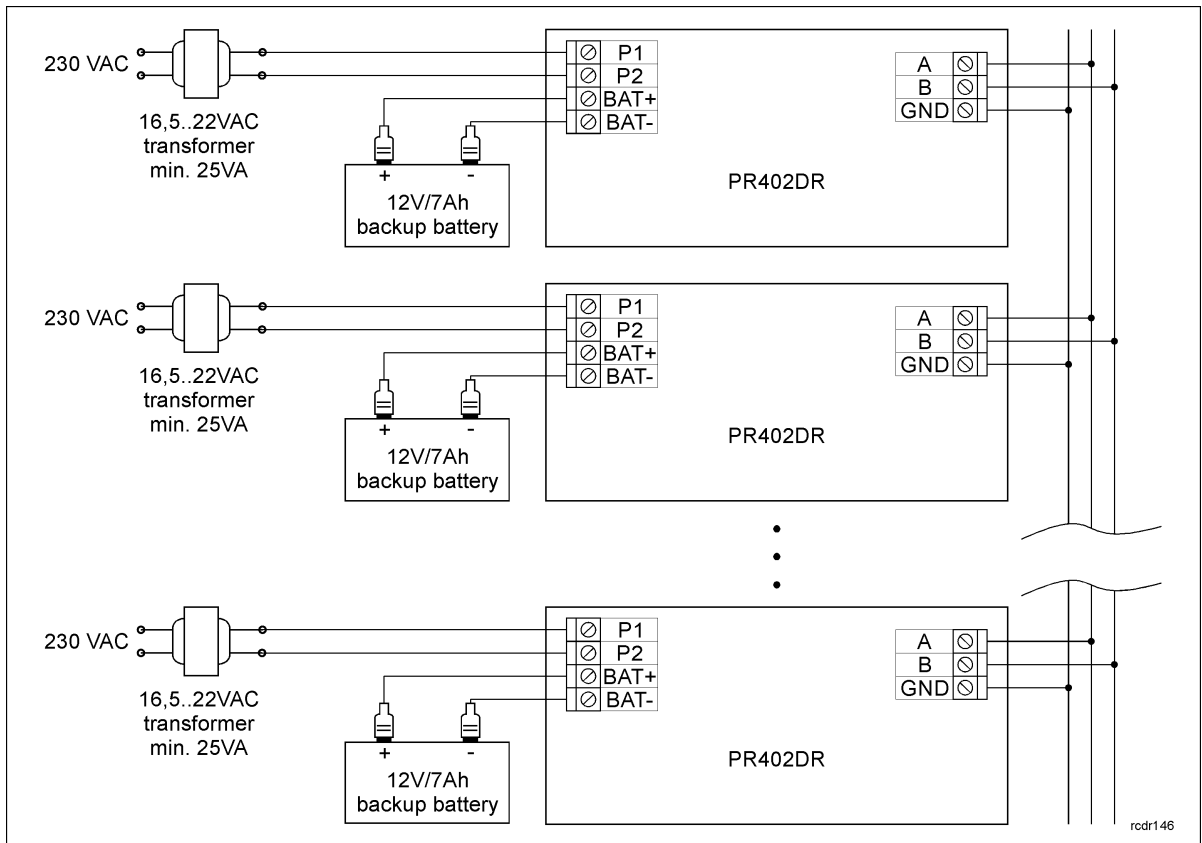 230 VAC
16,5..22VAC
transformer
min. 25VA
P1
P2
BAT+
BAT-
+ -
12V/7Ah
backup battery
PR402DR
A
B
GND
230 VAC
16,5..22VAC
transformer
min. 25VA
P1
P2
BAT+
BAT-
+ -
12V/7Ah
backup battery
PR402DR
A
B
GND
230 VAC
16,5..22VAC
transformer
min. 25VA
P1
P2
BAT+
BAT-
+ -
12V/7Ah
backup battery
PR402DR
A
B
GND
rcdr146